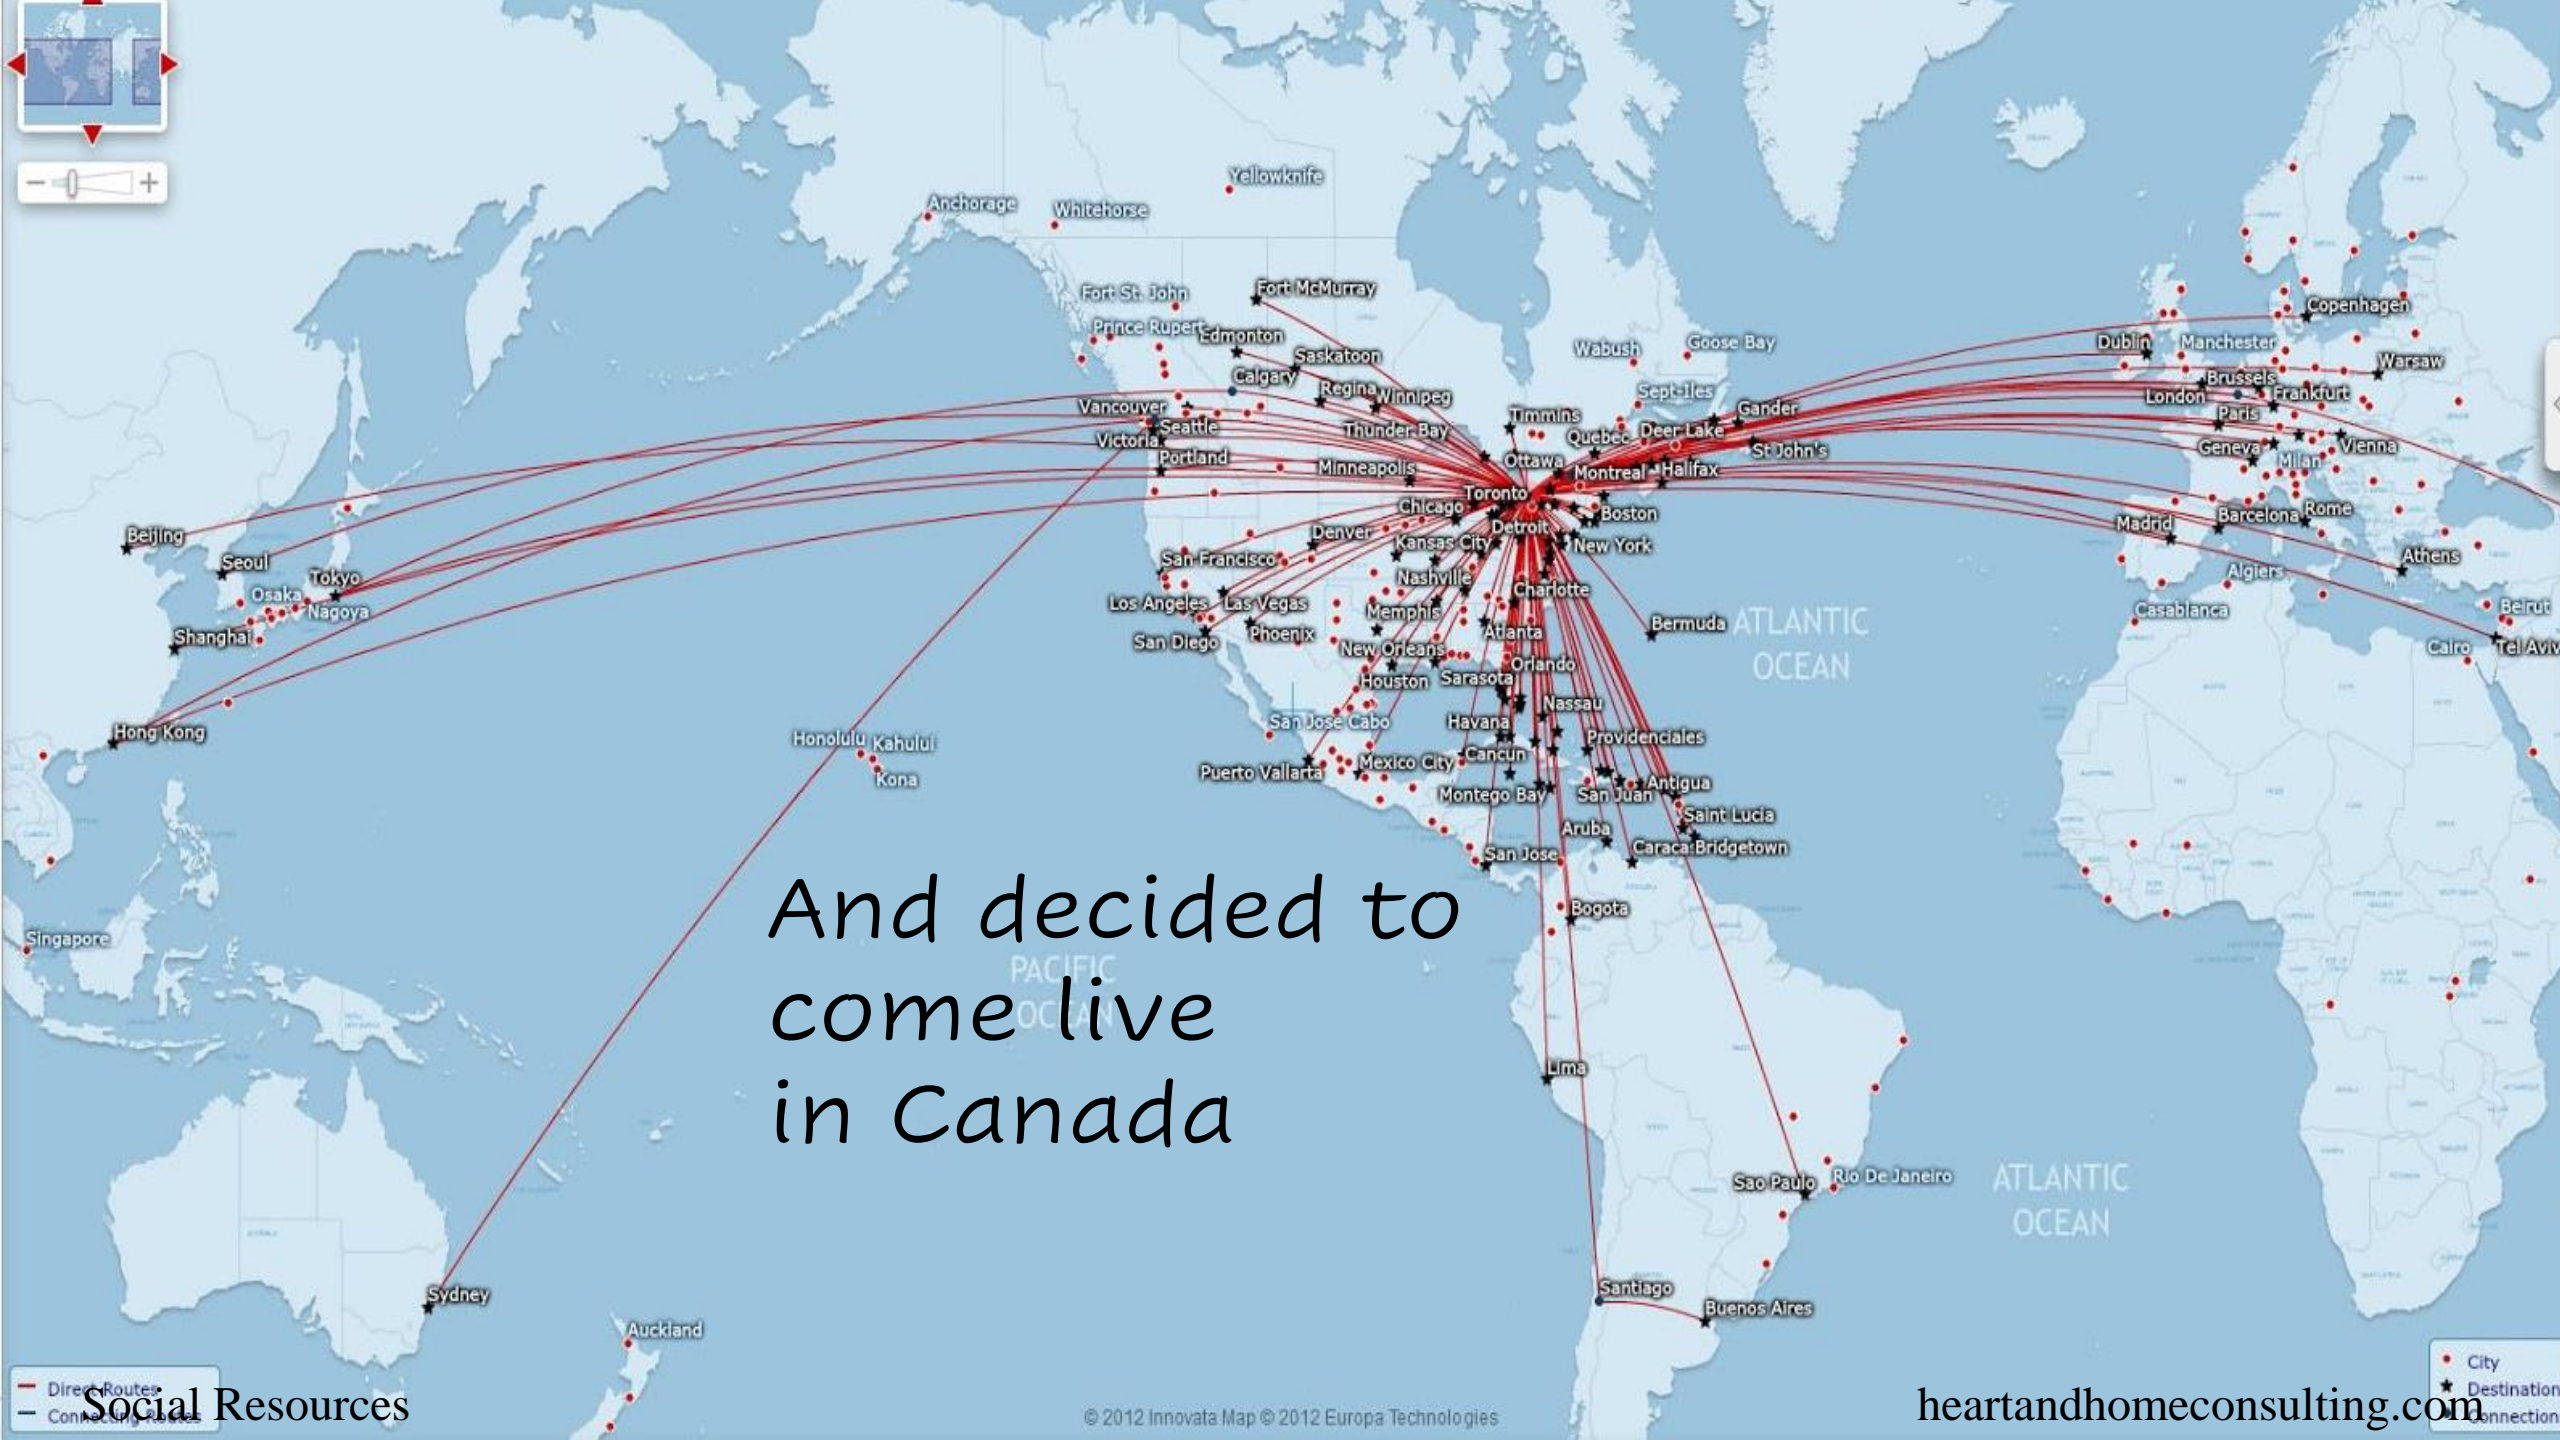 Yellowknife
Anchorage
Whitehorse
Fort McMurray
Fort St. John
Prince Rupert
Edmonton
Saskatoon
Calgary
Regina
Winnipeg
Vancouver
Seattle
Victoria
Portland
Thunder Bay
Minneapolis
Timmins
Wabush
Goose Bay
Sept-Iles
Gander
Quebec
Deer Lake
St John's
Ottawa
Montreal
Halifax
Toronto
Chicago
Detroit
Boston
New York
Denver
Kansas City
San Francisco
Nashville
Charlotte
Los Angeles
Las Vegas
Memphis
San Diego
Phoenix
Atlanta
New Orleans
Houston
Sarasota
Orlando
Bermuda
ATLANTIC
OCEAN
Nassau
San Jose Cabo
Havana
Providenciales
Puerto Vallarta
Mexico City
Cancun
Montego Bay
San Juan
Antigua
Saint Lucia
Aruba
Caracas
Bridgetown
San Jose
Bogota
Copenhagen
Dublin
Manchester
Warsaw
Brussels
London
Frankfurt
Paris
Geneva
Milan
Vienna
Madrid
Barcelona
Rome
Athens
Algiers
Casablanca
Beirut
Cairo
Tel Aviv
Beijing
Seoul
Tokyo
Osaka
Nagoya
Shanghai
Hong Kong
Honolulu
Kahului
Kona
Singapore
And decided to
come live
in Canada
PACIFIC
OCEAN
Lima
Sao Paulo
Rio De Janeiro
ATLANTIC
OCEAN
Santiago
Buenos Aires
Sydney
Auckland
Direct Routes
Connecting Routes
Social Resources
© 2012 Innovata Map © 2012 Europa Technologies
City
Destination
Connection
heartandhomeconsulting.com